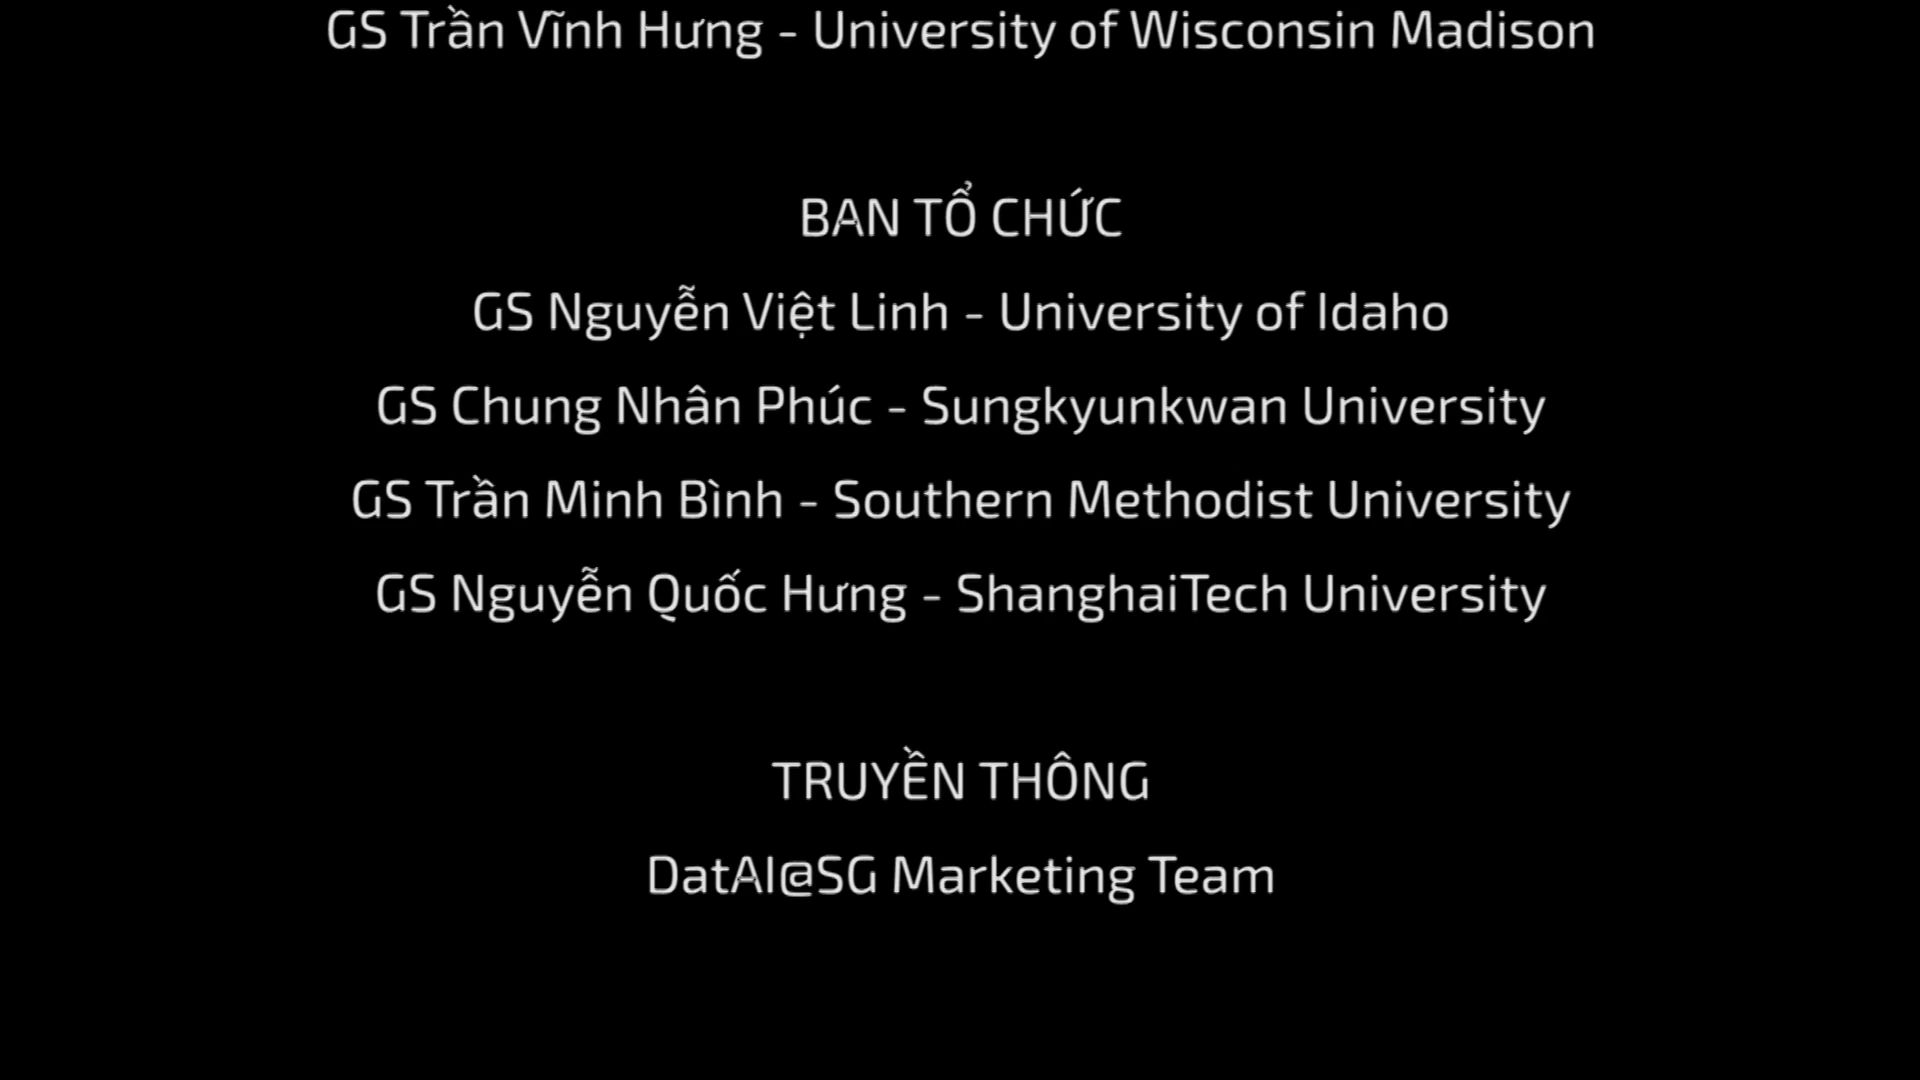 GS Trần Vĩnh Hưng - University of Wisconsin Madison
BAN TỔ CHỨC
GS Nguyễn Việt Linh - University of Idaho
GS Chung Nhân Phúc - Sungkyunkwan University
GS Trần Minh Bình - Southern Methodist University
GS Nguyễn Quốc Hưng - ShanghaiTech University
TRUYỀN THÔNG
DatAI@SG Marketing Team